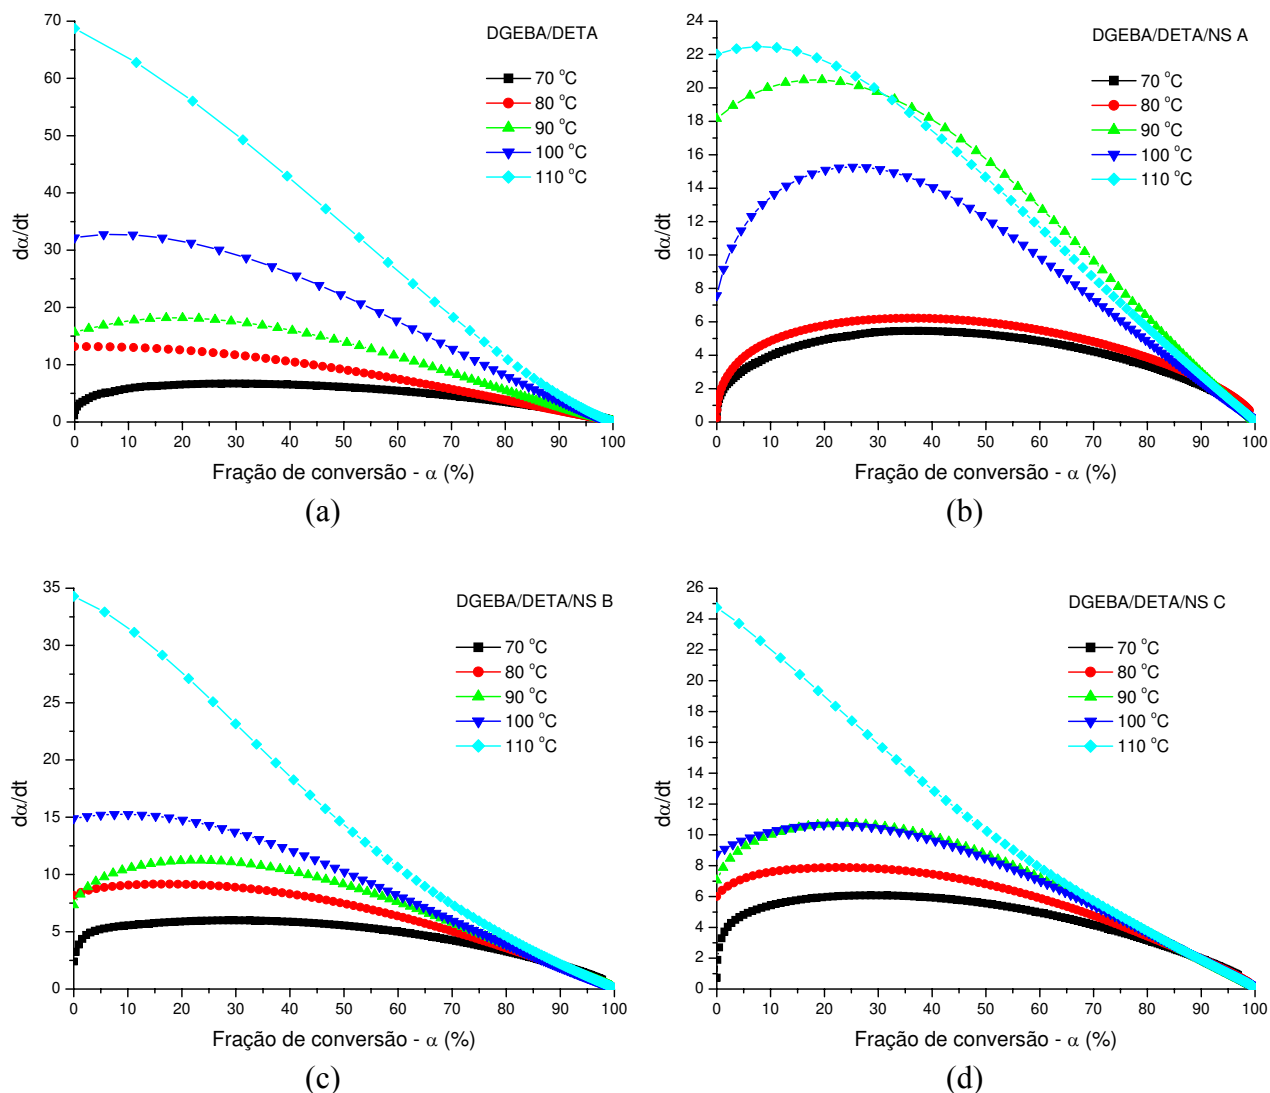 DGEBA/DETA
70 °C
80 °C
90 °C
100 °C
110 °C
70
60
50
40
30
20
10
0
dα/dt
0 10 20 30 40 50 60 70 80 90 100
Fração de conversão - α (%)
(a)
DGEBA/DETA/NS A
70 °C
80 °C
90 °C
100 °C
110 °C
24
22
20
18
16
14
12
10
8
6
4
2
0
dα/dt
0 10 20 30 40 50 60 70 80 90 100
Fração de conversão - α (%)
(b)
DGEBA/DETA/NS B
70 °C
80 °C
90 °C
100 °C
110 °C
35
30
25
20
15
10
5
0
dα/dt
0 10 20 30 40 50 60 70 80 90 100
Fração de conversão - α (%)
(c)
DGEBA/DETA/NS C
70 °C
80 °C
90 °C
100 °C
110 °C
26
24
22
20
18
16
14
12
10
8
6
4
2
0
dα/dt
0 10 20 30 40 50 60 70 80 90 100
Fração de conversão - α (%)
(d)